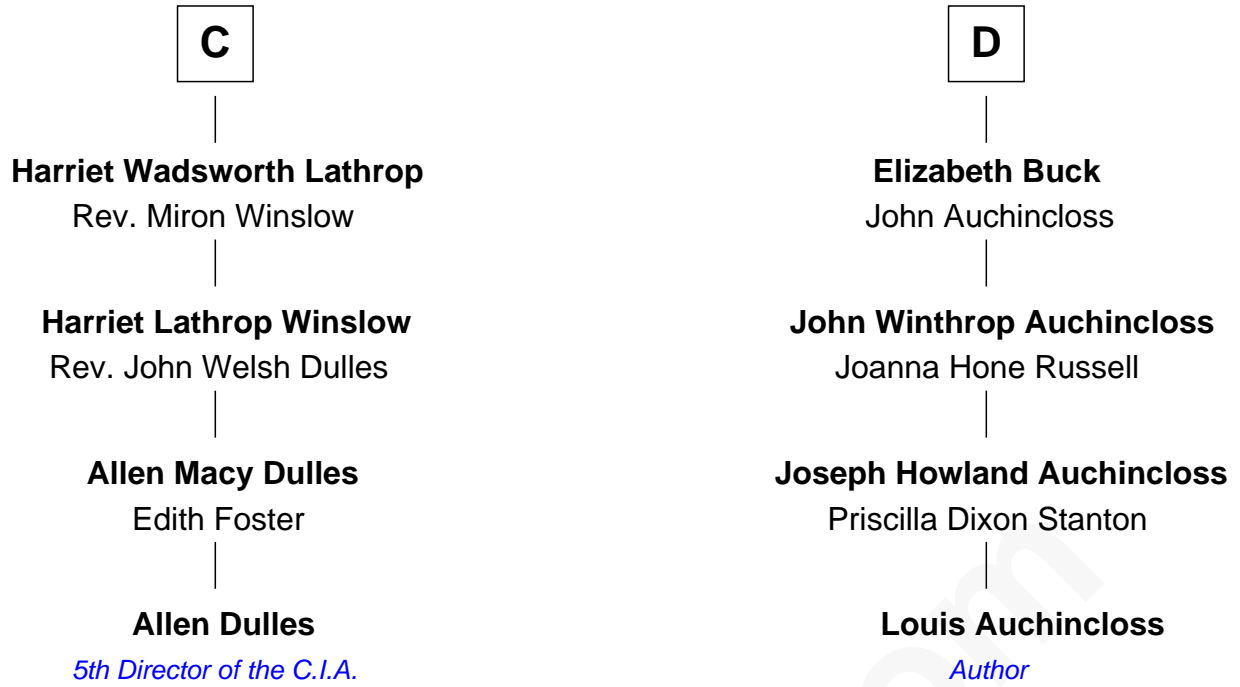 C
Harriet Wadsworth Lathrop
Rev. Miron Winslow
Harriet Lathrop Winslow
Rev. John Welsh Dulles
Allen Macy Dulles
Edith Foster
Allen Dulles
5th Director of the C.I.A.
D
Elizabeth Buck
John Auchincloss
John Winthrop Auchincloss
Joanna Hone Russell
Joseph Howland Auchincloss
Priscilla Dixon Stanton
Louis Auchincloss
Author